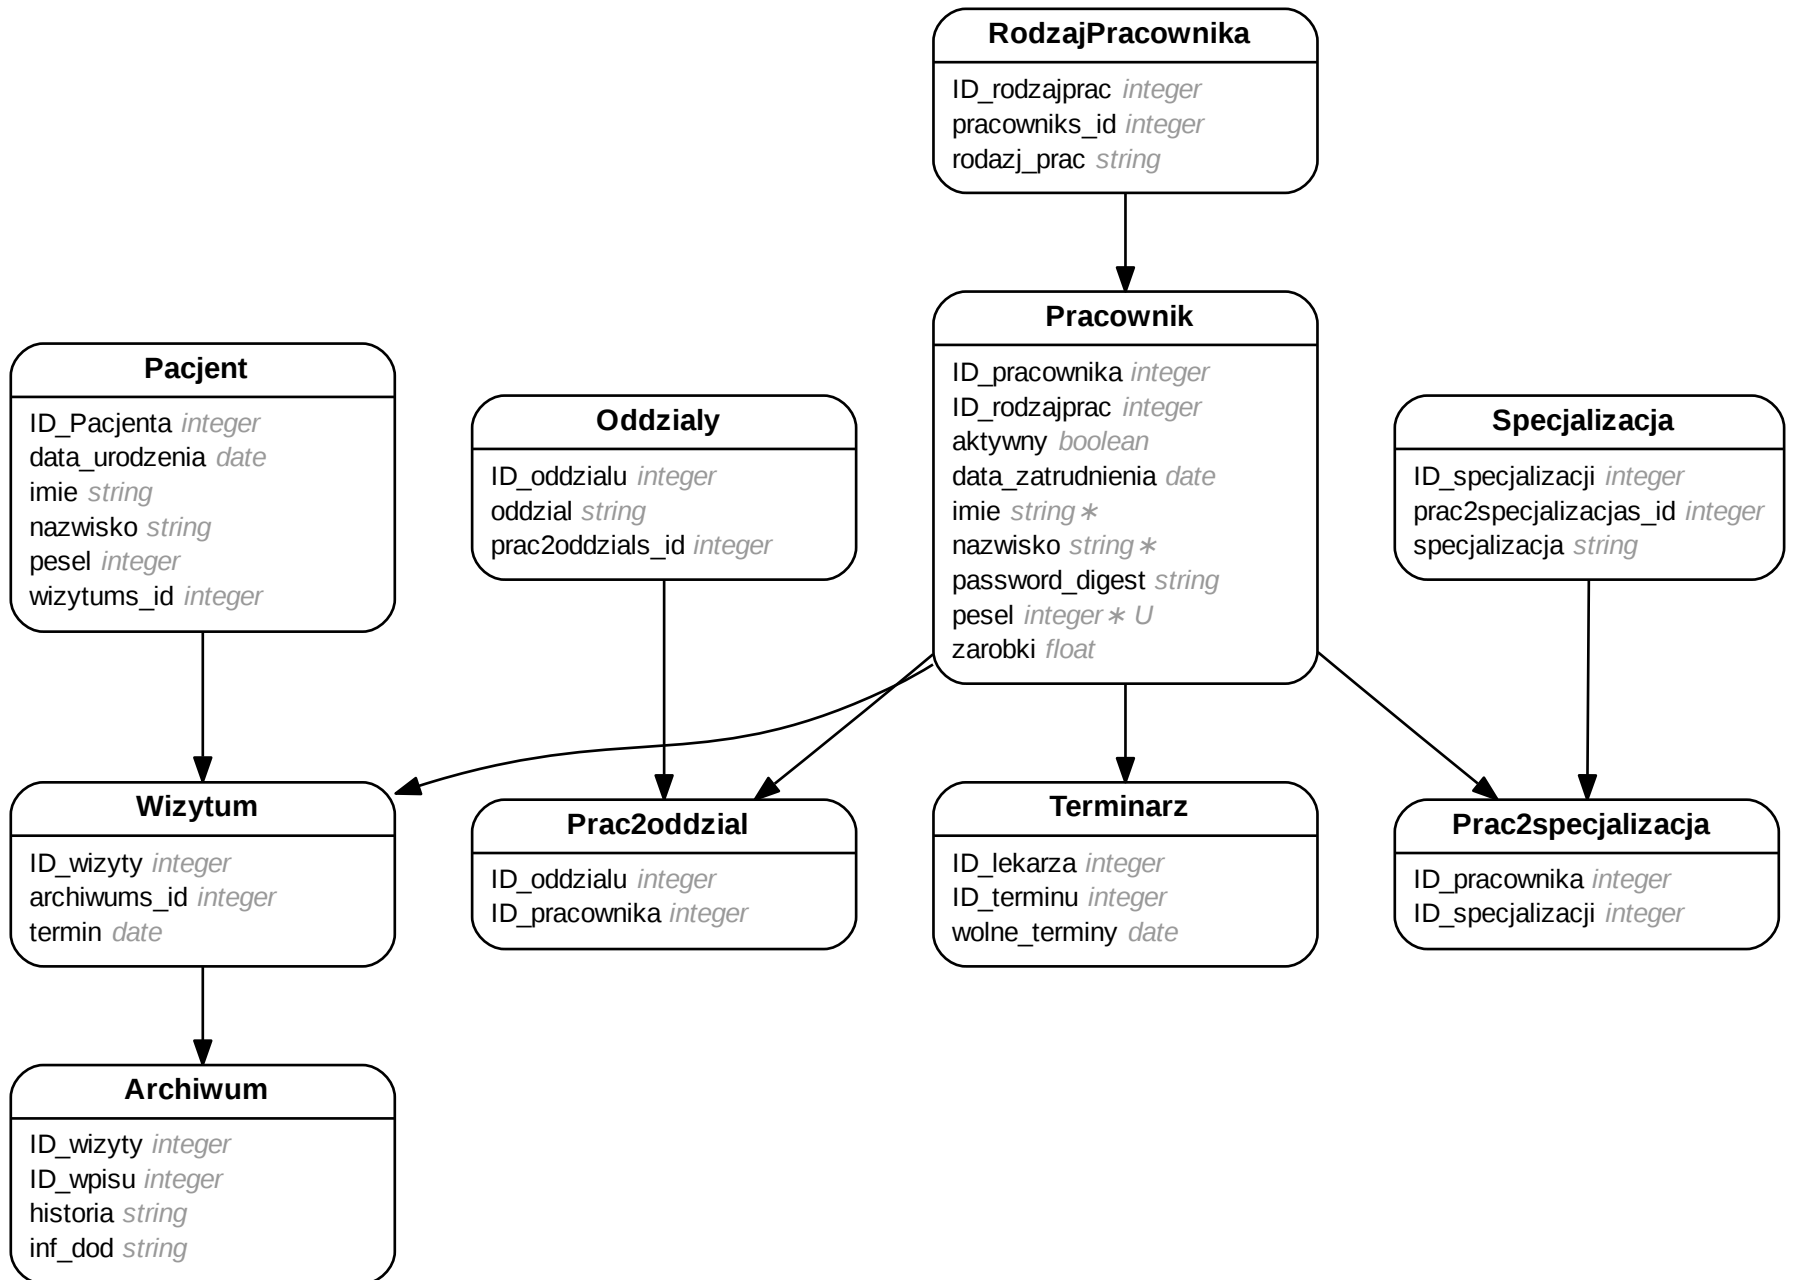 RodzajPracownika
ID_rodzajprac integer
pracowniks_id integer
rodazj_prac string
Pracownik
ID_pracownika integer
ID_rodzajprac integer
aktywny boolean
data_zatrudnienia date
imie string ∗
nazwisko string ∗
password_digest string
pesel integer ∗ U
zarobki float
Pacjent
ID_Pacjenta integer
data_urodzenia date
imie string
nazwisko string
pesel integer
wizytums_id integer
Oddzialy
ID_oddzialu integer
oddzial string
prac2oddzials_id integer
Specjalizacja
ID_specjalizacji integer
prac2specjalizacjas_id integer
specjalizacja string
Wizytum
ID_wizyty integer
archiwums_id integer
termin date
Prac2oddzial
ID_oddzialu integer
ID_pracownika integer
Terminarz
ID_lekarza integer
ID_terminu integer
wolne_terminy date
Prac2specjalizacja
ID_pracownika integer
ID_specjalizacji integer
Archiwum
ID_wizyty integer
ID_wpisu integer
historia string
inf_dod string